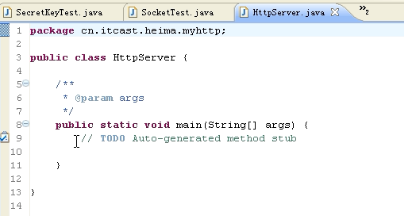 SecretKeyTest.java SocketTest.java HttpServer.java »2
1 package cn.itcast.heima.myhttp;
2
3 public class HttpServer {
4
5 /**
6 * @param args
7 */
8 public static void main(String[] args) {
9 // TODO Auto-generated method stub
10
11 }
12
13 }
14